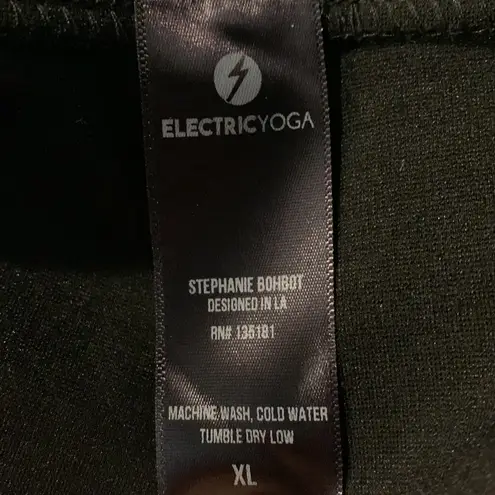 ELECTRICYOGA
STEPHANIE BOHBOT
DESIGNED IN LA
RN# 135181
MACHINE WASH, COLD WATER
TUMBLE DRY LOW
XL